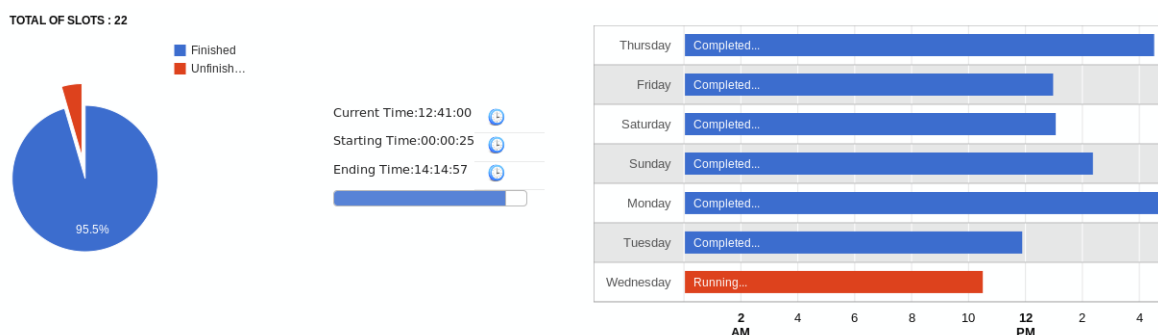 TOTAL OF SLOTS : 22
Finished
Unfinish...
95.5%
Current Time:12:41:00
Starting Time:00:00:25
Ending Time:14:14:57
Thursday Completed...
Friday Completed...
Saturday Completed...
Sunday Completed...
Monday Completed...
Tuesday Completed...
Wednesday Running...
2 4 6 8 10 12 2 4
AM PM